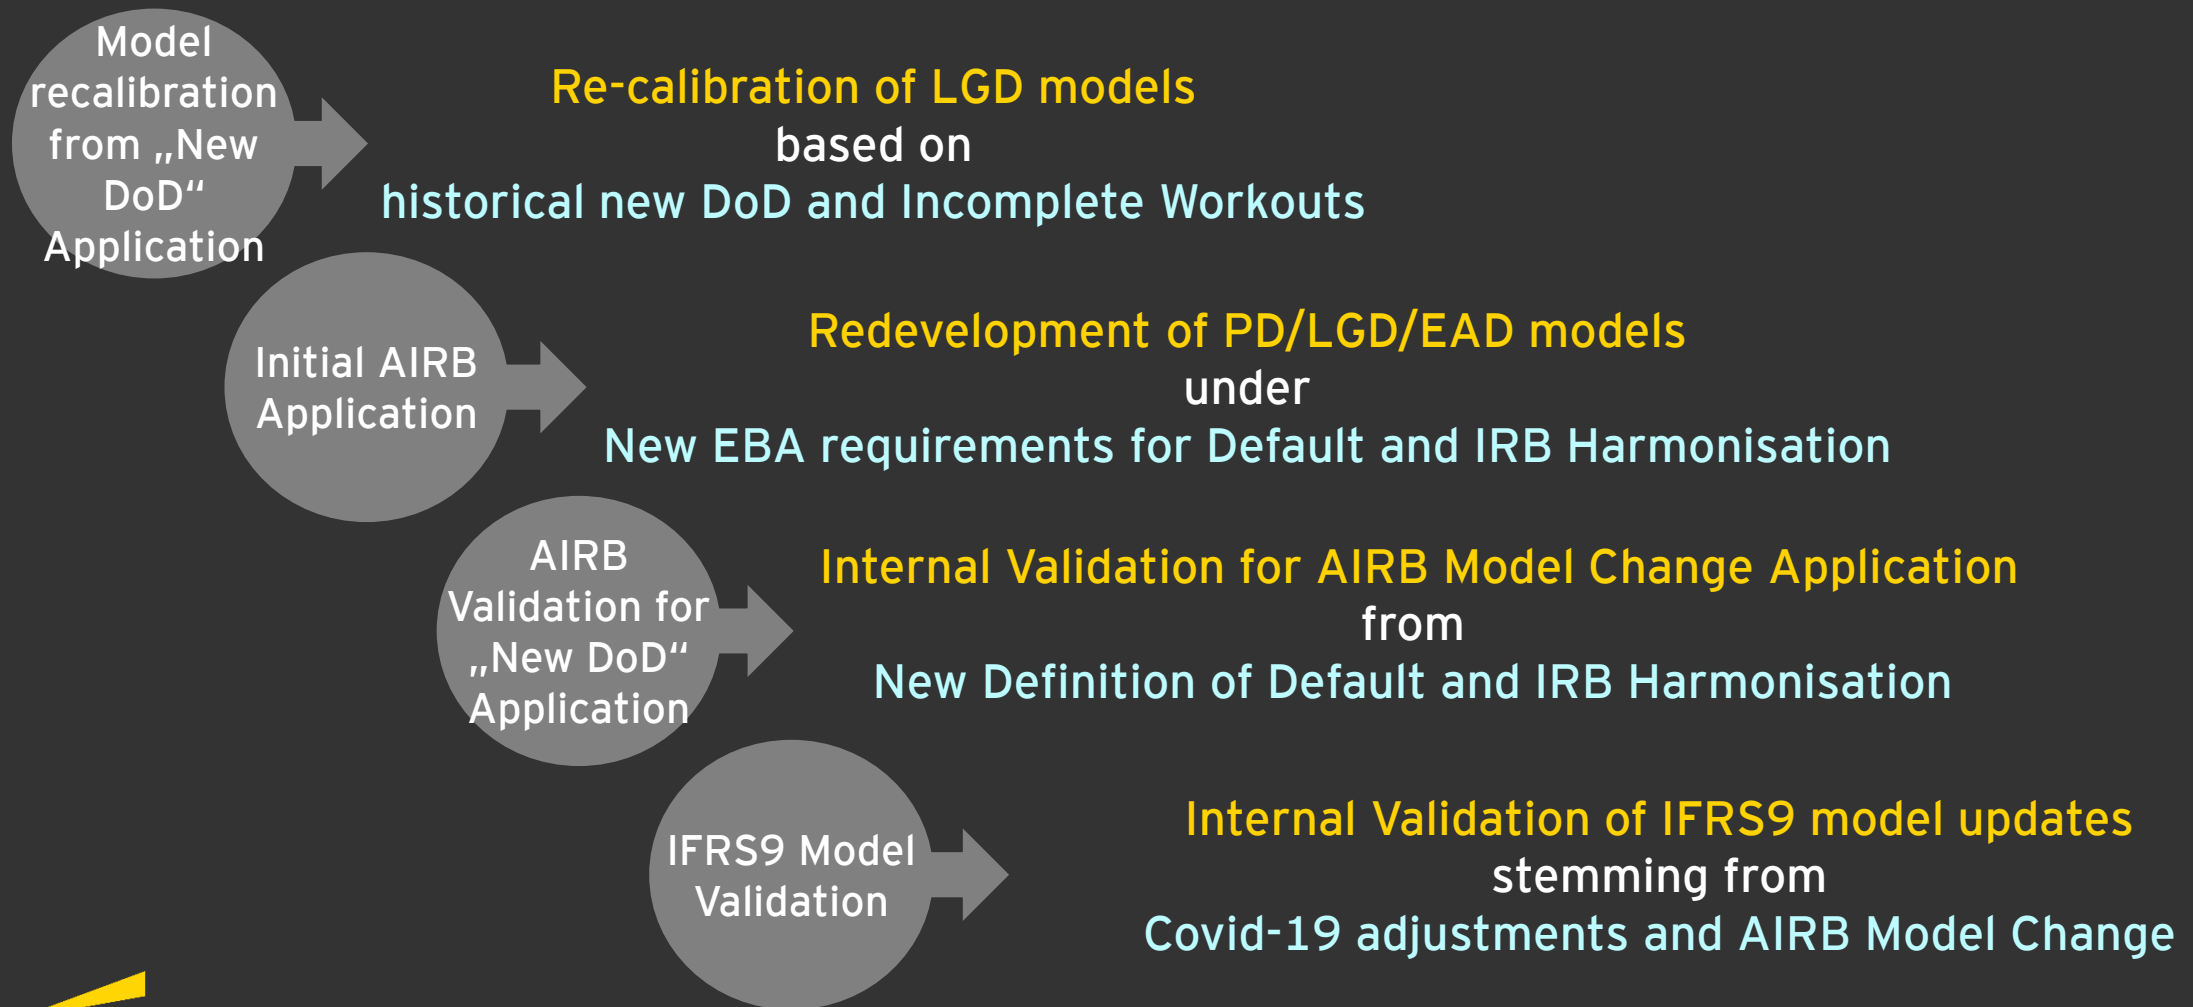 Model
recalibration
from „New
DoD“
Application
Re-calibration of LGD models
based on
historical new DoD and Incomplete Workouts
Initial AIRB
Application
Redevelopment of PD/LGD/EAD models
under
New EBA requirements for Default and IRB Harmonisation
AIRB
Validation for
„New DoD“
Application
Internal Validation for AIRB Model Change Application
from
New Definition of Default and IRB Harmonisation
IFRS9 Model
Validation
Internal Validation of IFRS9 model updates
stemming from
Covid-19 adjustments and AIRB Model Change